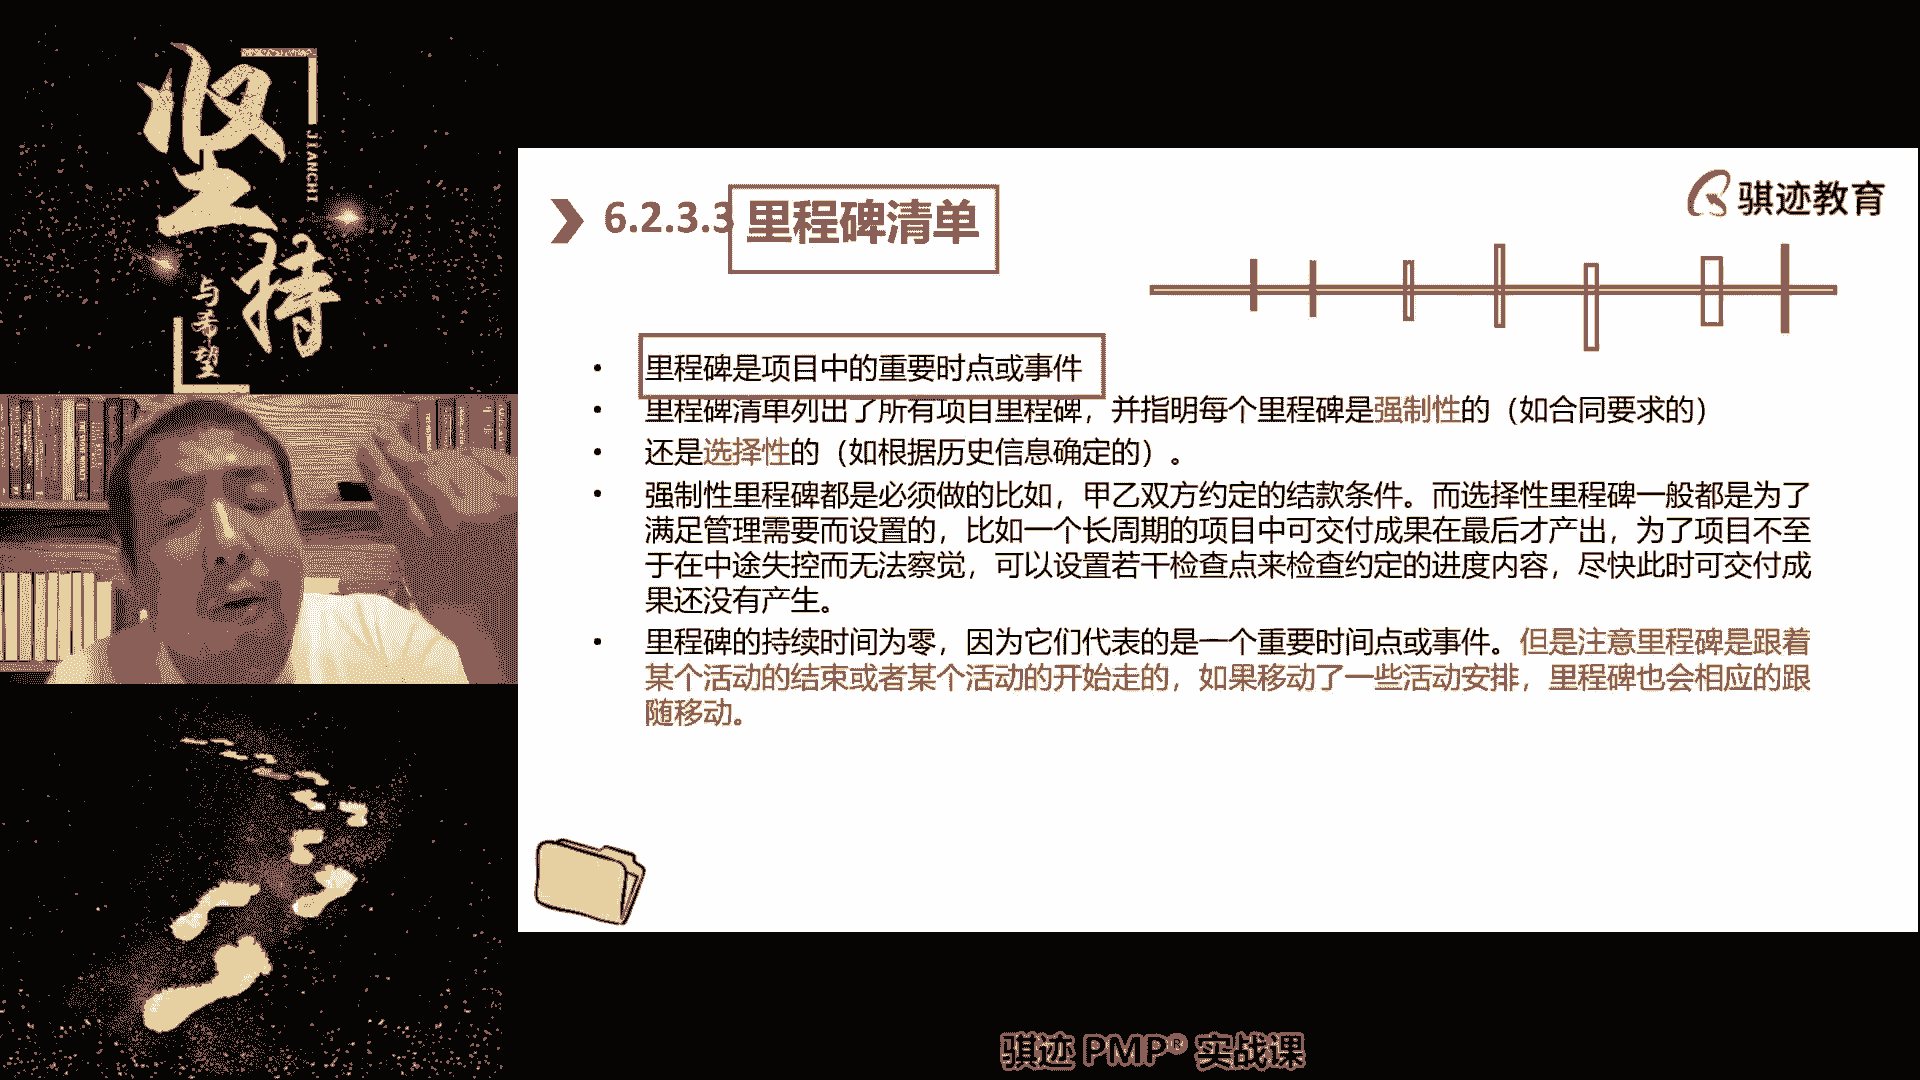 坚持
JIANCHI
与希望
6.2.3.3 里程碑清单
骐迹教育
• 里程碑是项目中的重要时点或事件
• 里程碑清单列出了所有项目里程碑，并指明每个里程碑是强制性的（如合同要求的）
• 还是选择性的（如根据历史信息确定的）。
• 强制性里程碑都是必须做的比如，甲乙双方约定的结款条件。而选择性里程碑一般都是为了
满足管理需要而设置的，比如一个长周期的项目中可交付成果在最后才产出，为了项目不至
于在中途失控而无法察觉，可以设置若干检查点来检查约定的进度内容，尽快此时可交付成
果还没有产生。
• 里程碑的持续时间为零，因为它们代表的是一个重要时间点或事件。但是注意里程碑是跟着
某个活动的结束或者某个活动的开始走的，如果移动了一些活动安排，里程碑也会相应的跟
随移动。
骐迹 PMP® 实战课